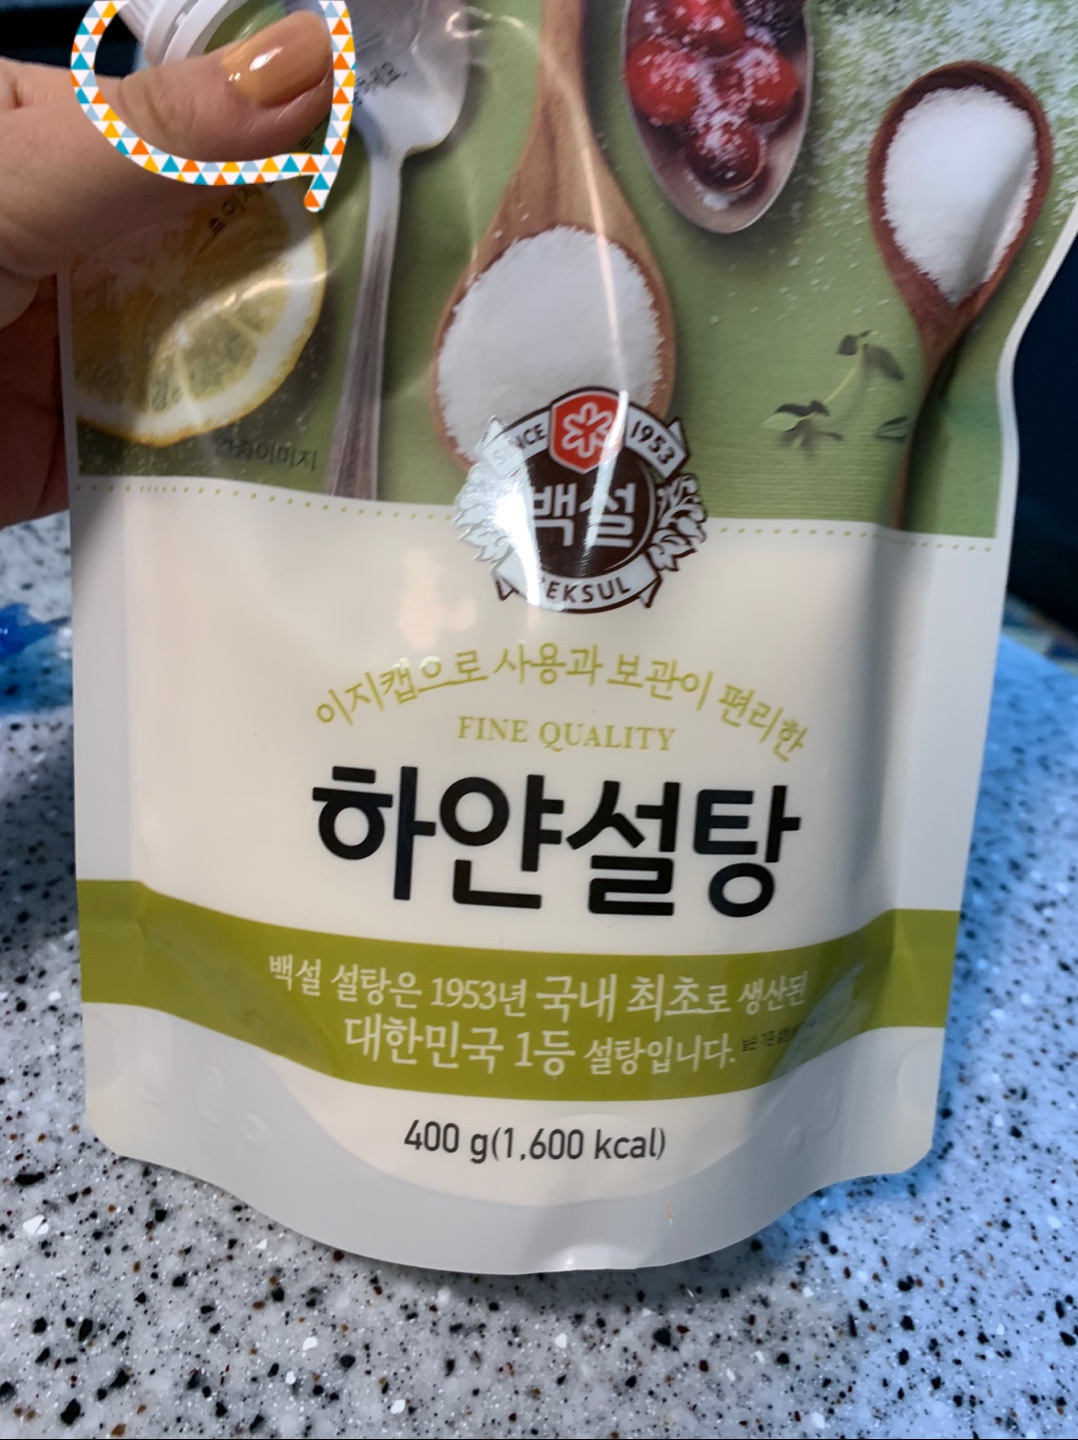 SINCE 1953
백설
BEKSUL
이지캡으로 사용과 보관이 편리한
FINE QUALITY
하얀설탕
백설 설탕은 1953년 국내 최초로 생산된
대한민국 1등 설탕입니다.
400 g(1,600 kcal)